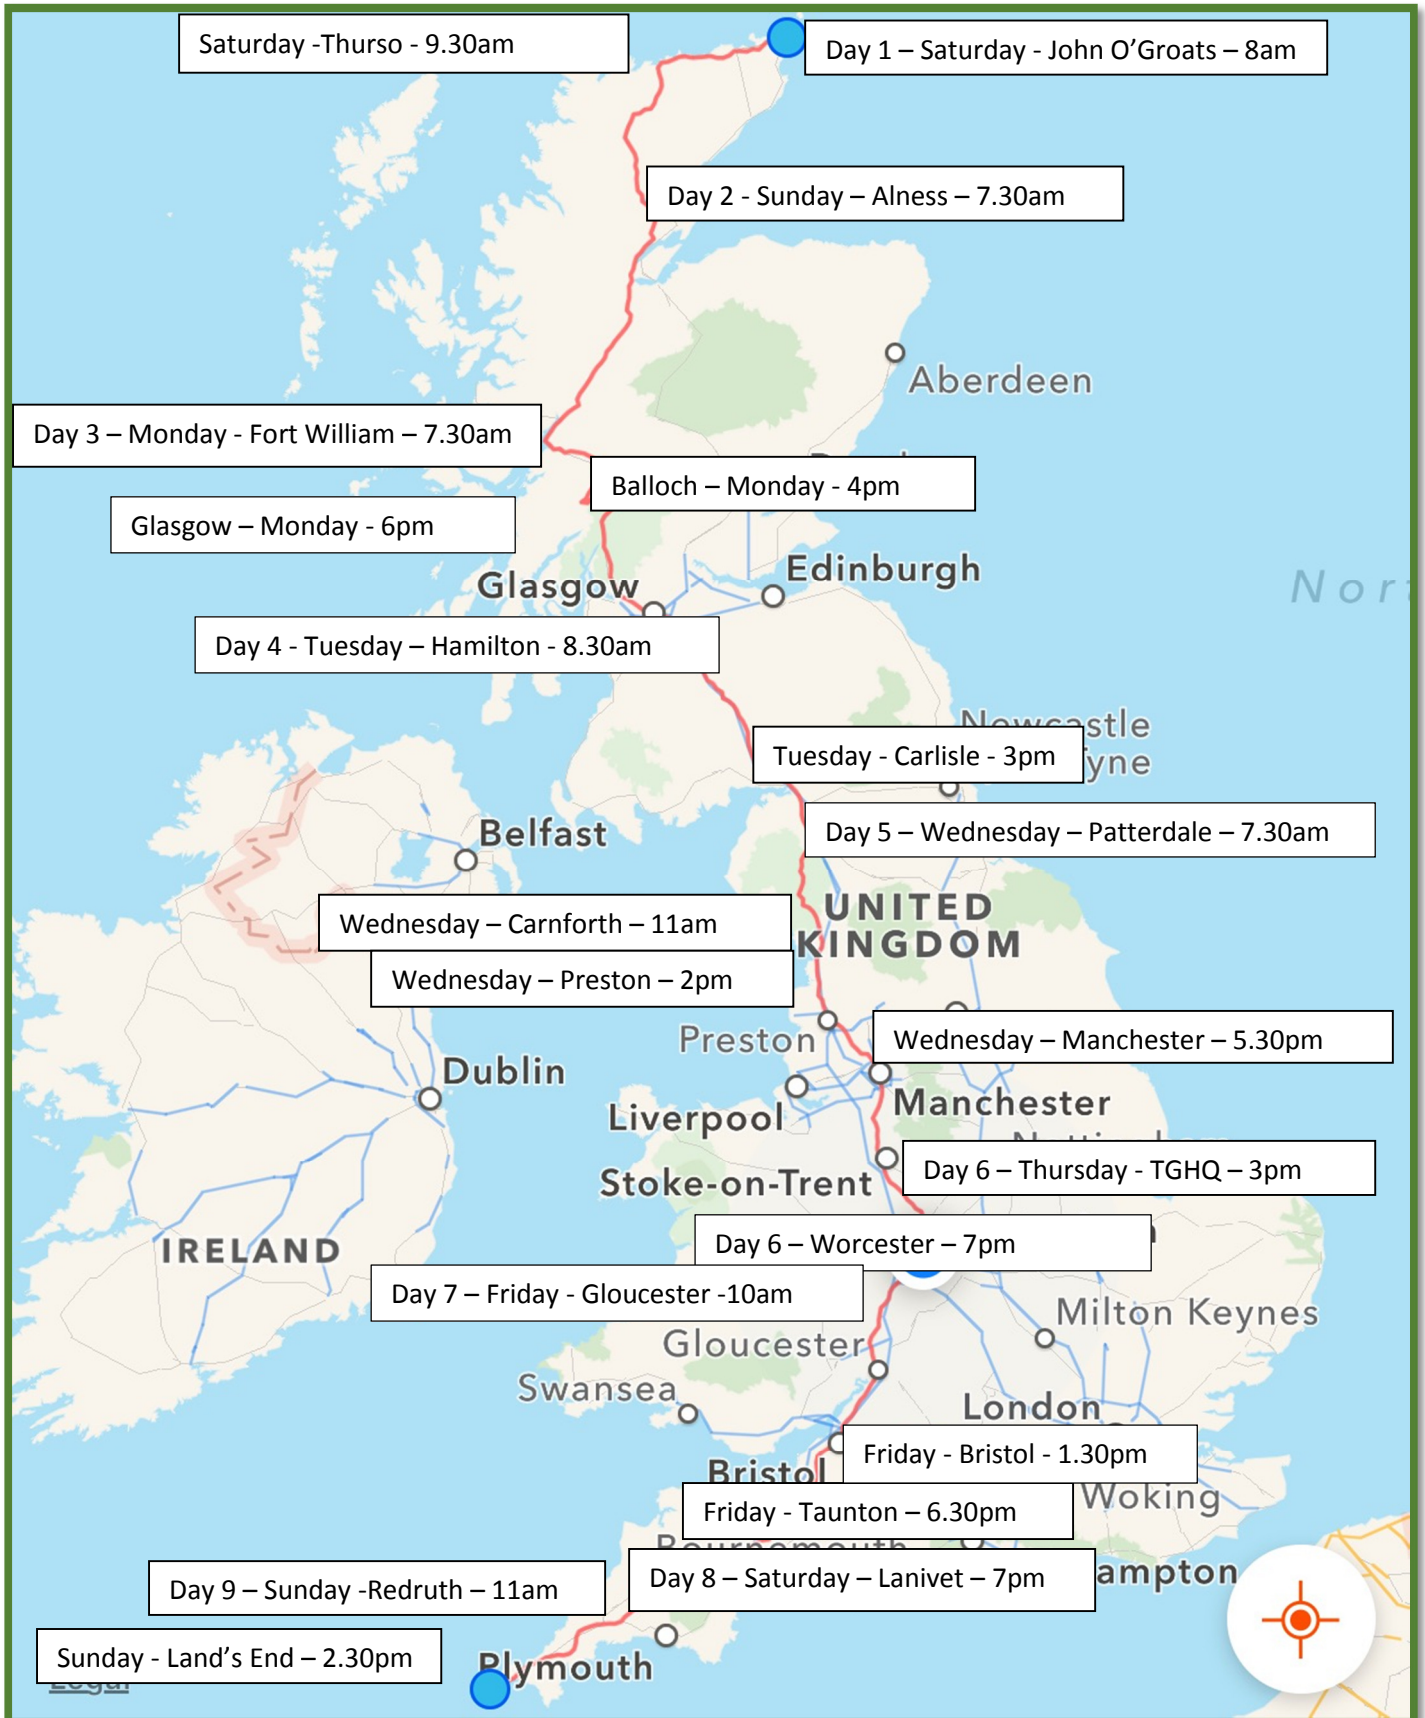 Saturday -Thurso - 9.30am
Day 1 – Saturday - John O’Groats – 8am
Day 2 - Sunday – Alness – 7.30am
Aberdeen
Day 3 – Monday - Fort William – 7.30am
Balloch – Monday - 4pm
Glasgow – Monday - 6pm
Edinburgh
Glasgow
Nort
Day 4 - Tuesday – Hamilton - 8.30am
Newcastle
Tuesday - Carlisle - 3pm
yne
Day 5 – Wednesday – Patterdale – 7.30am
Belfast
UNITED
KINGDOM
Wednesday – Carnforth – 11am
Wednesday – Preston – 2pm
Preston
Wednesday – Manchester – 5.30pm
Dublin
Manchester
Liverpool
Day 6 – Thursday - TGHQ – 3pm
Stoke-on-Trent
Day 6 – Worcester – 7pm
IRELAND
Day 7 – Friday - Gloucester -10am
Milton Keynes
Gloucester
Swansea
London
Friday - Bristol - 1.30pm
Bristol
Woking
Friday - Taunton – 6.30pm
Bournemouth
Day 8 – Saturday – Lanivet – 7pm
ampton
Day 9 – Sunday -Redruth – 11am
Sunday - Land’s End – 2.30pm
Plymouth
Legal